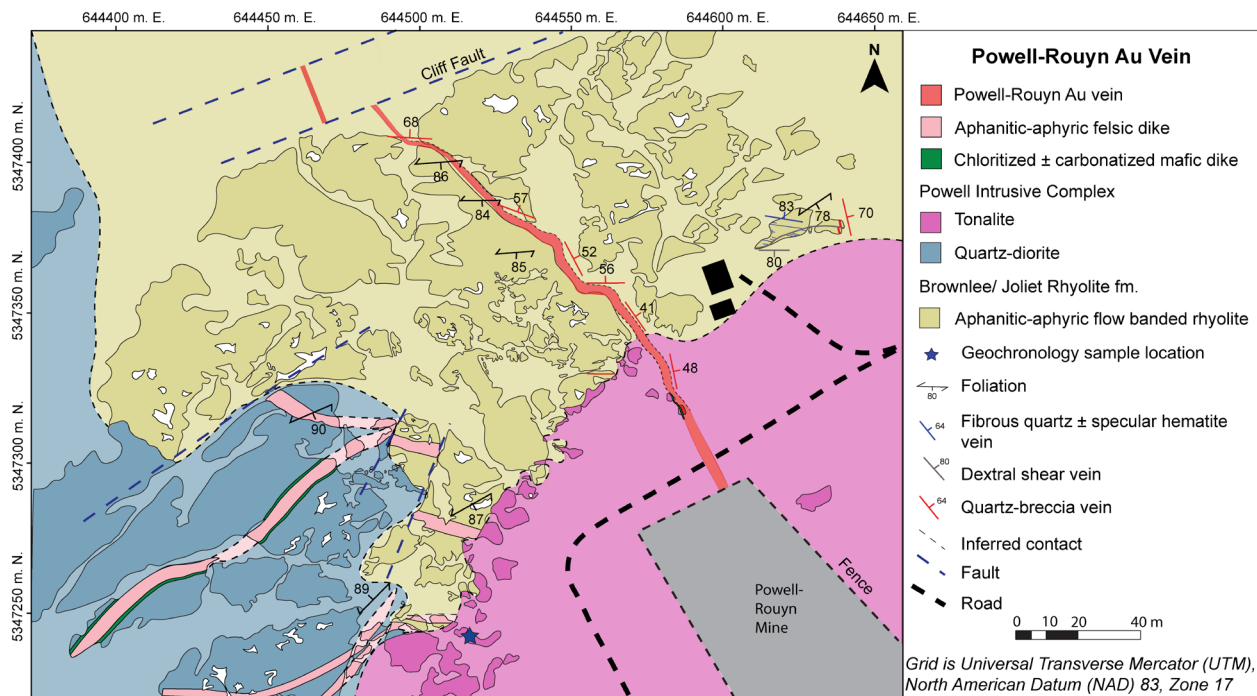 644400 m. E.
644450 m. E.
644500 m. E.
644550 m. E.
644600 m. E.
644650 m. E.
5347400 m. N.
5347350 m. N.
5347300 m. N.
5347250 m. N.
Cliff Fault
N
68
86
57
84
85
52
56
41
48
83
78
70
80
90
87
89
Powell-
Rouyn
Mine
Fence
Powell-Rouyn Au Vein
Powell-Rouyn Au vein
Aphanitic-aphyric felsic dike
Chloritized ± carbonatized mafic dike
Powell Intrusive Complex
Tonalite
Quartz-diorite
Brownlee/ Joliet Rhyolite fm.
Aphanitic-aphyric flow banded rhyolite
Geochronology sample location
80
Foliation
64
Fibrous quartz ± specular hematite
vein
80
Dextral shear vein
64
Quartz-breccia vein
Inferred contact
Fault
Road
0 10 20 40 m
Grid is Universal Transverse Mercator (UTM),
North American Datum (NAD) 83, Zone 17